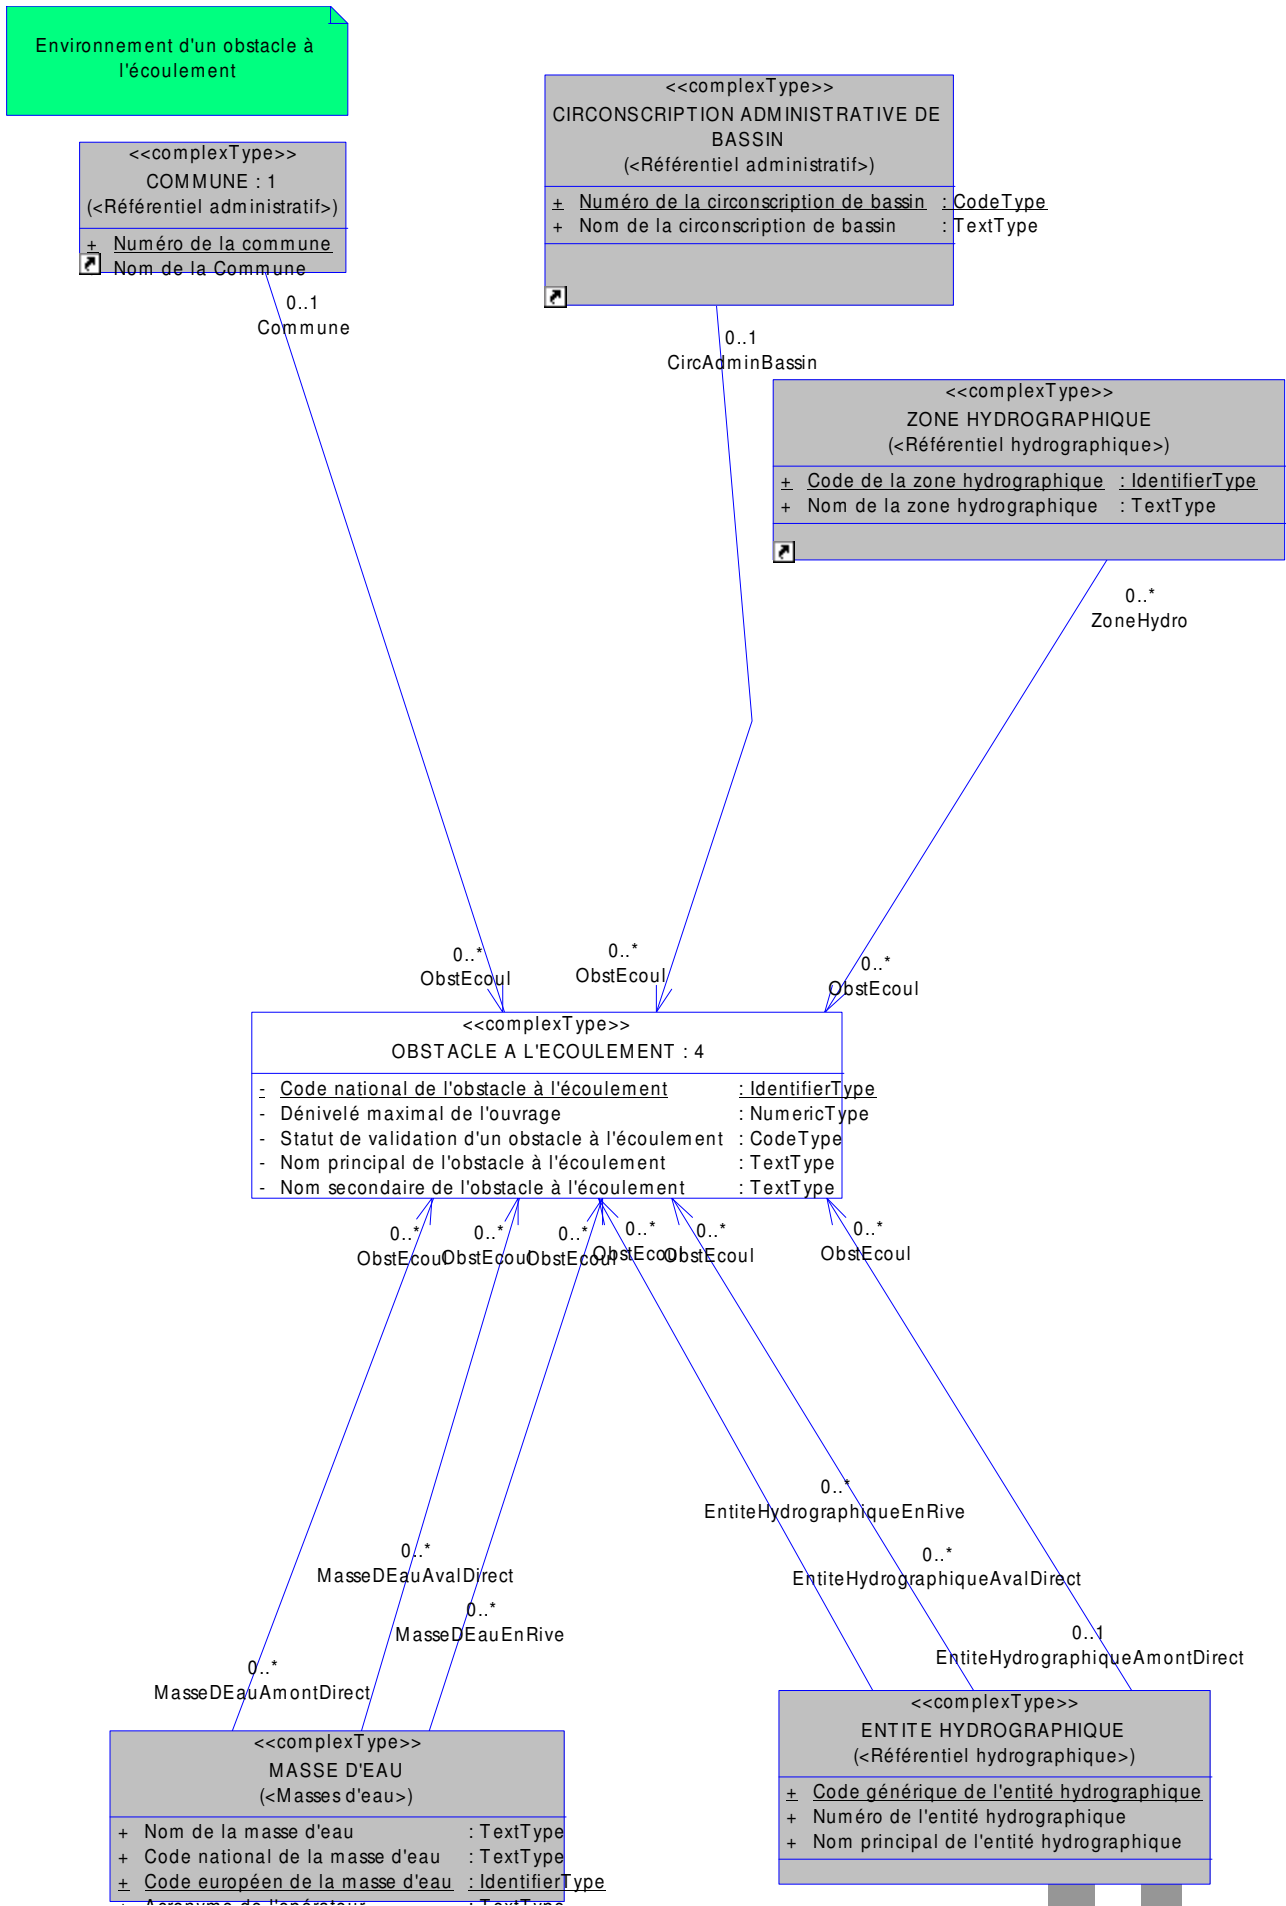 Environnement d'un obstacle à
l'écoulement
<<complexType>>
CIRCONSCRIPTION ADMINISTRATIVE DE
BASSIN
(<Référentiel administratif>)
+ Numéro de la circonscription de bassin : CodeType
+ Nom de la circonscription de bassin : TextType
<<complexType>>
COMMUNE : 1
(<Référentiel administratif>)
+ Numéro de la commune
Nom de la Commune
0..1
Commune
0..1
CircAdminBassin
<<complexType>>
ZONE HYDROGRAPHIQUE
(<Référentiel hydrographique>)
+ Code de la zone hydrographique : IdentifierType
+ Nom de la zone hydrographique : TextType
0..*
ZoneHydro
0..*
ObstEcoul
0..*
ObstEcoul
0..*
ObstEcoul
<<complexType>>
OBSTACLE A L'ECOULEMENT : 4
- Code national de l'obstacle à l'écoulement : IdentifierType
- Dénivelé maximal de l'ouvrage : NumericType
- Statut de validation d'un obstacle à l'écoulement : CodeType
- Nom principal de l'obstacle à l'écoulement : TextType
- Nom secondaire de l'obstacle à l'écoulement : TextType
0..*
ObstEcoul
0..*
ObstEcoul
0..*
ObstEcoul
0..*
ObstEcoul
0..*
ObstEcoul
0..*
ObstEcoul
0..*
EntiteHydrographiqueEnRive
0..*
MasseDEauAvalDirect
0..*
EntiteHydrographiqueAvalDirect
0..*
MasseDEauEnRive
0..1
EntiteHydrographiqueAmontDirect
0..*
MasseDEauAmontDirect
<<complexType>>
MASSE D'EAU
(<Masses d'eau>)
+ Nom de la masse d'eau : TextType
+ Code national de la masse d'eau : TextType
+ Code européen de la masse d'eau : IdentifierType
+ Acronyme de l'opérateur : TextType
<<complexType>>
ENTITE HYDROGRAPHIQUE
(<Référentiel hydrographique>)
+ Code générique de l'entité hydrographique
+ Numéro de l'entité hydrographique
+ Nom principal de l'entité hydrographique